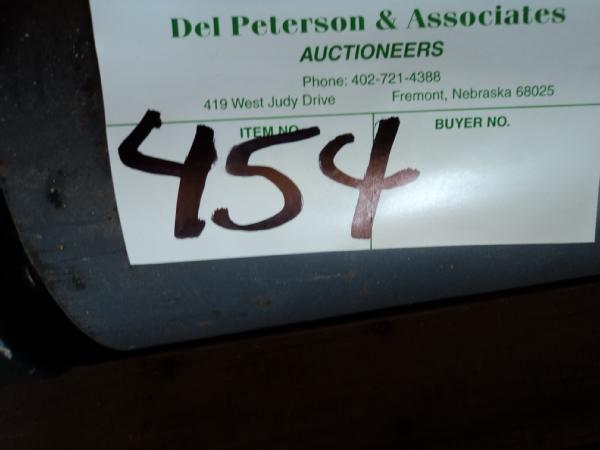 Del Peterson & Associates
AUCTIONEERS
Phone: 402-721-4388
419 West Judy Drive Fremont, Nebraska 68025
ITEM NO. BUYER NO.
454